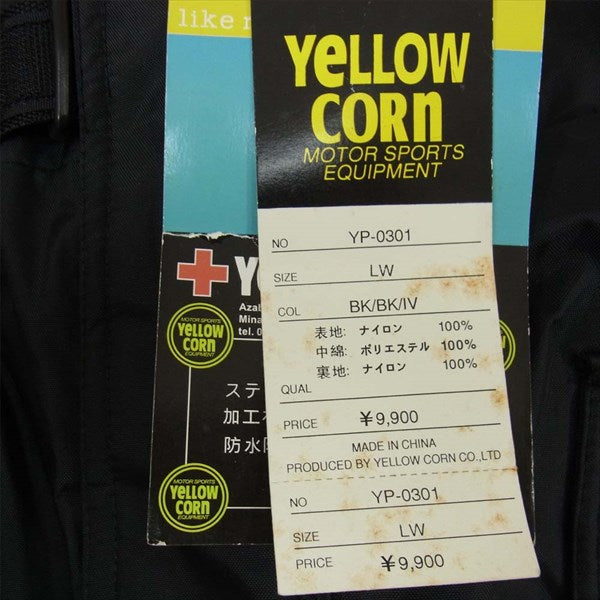 like
YELLOW
CORN
MOTOR SPORTS
EQUIPMENT
NO YP-0301
SIZE LW
COL BK/BK/IV
表地: ナイロン 100%
中綿: ポリエステル 100%
裏地: ナイロン 100%
QUAL
PRICE ¥9,900
MADE IN CHINA
PRODUCED BY YELLOW CORN CO.,LTD
NO YP-0301
SIZE LW
PRICE ¥9,900
tel.
MOTOR SPORTS
YELLOW
CORN
EQUIPMENT
ステ
加工
防水
MOTOR SPORTS
YELLOW
CORN
EQUIPMENT